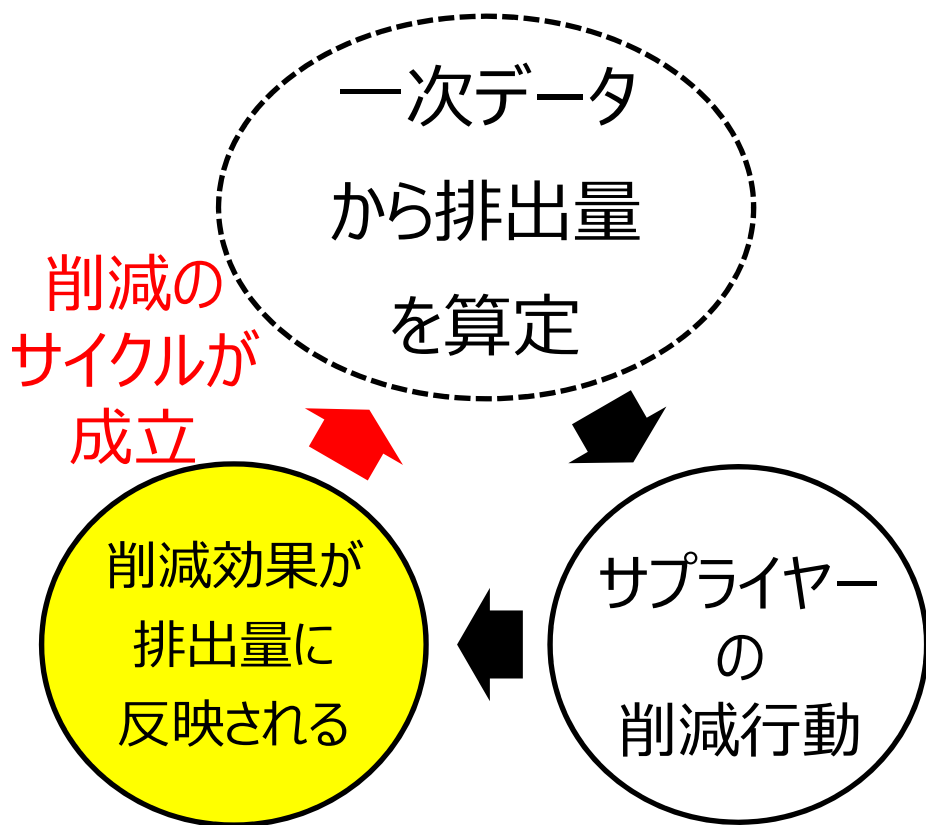 一次データ
から排出量
を算定
削減の
サイクルが
成立
削減効果が
排出量に
反映される
サプライヤー
の
削減行動